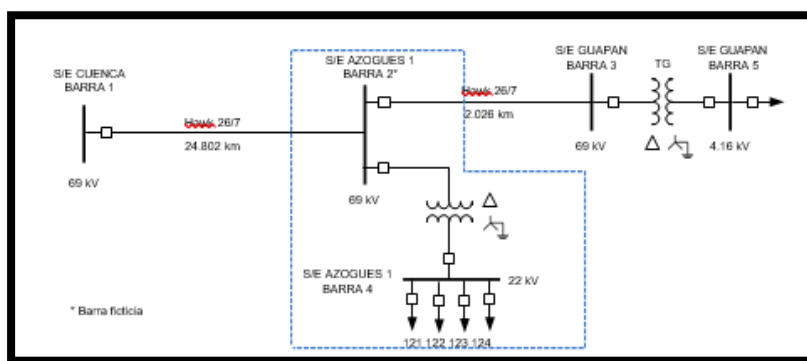 S/E CUENCA
BARRA 1
Hawk 26/7
24.802 km
69 kV
S/E AZOGUES 1
BARRA 2*
69 kV
Hawk 26/7
2.026 km
S/E GUAPAN
BARRA 3
69 kV
TG
S/E GUAPAN
BARRA 5
4.16 kV
S/E AZOGUES 1
BARRA 4
22 kV
121 122 123 124
* Barra ficticia